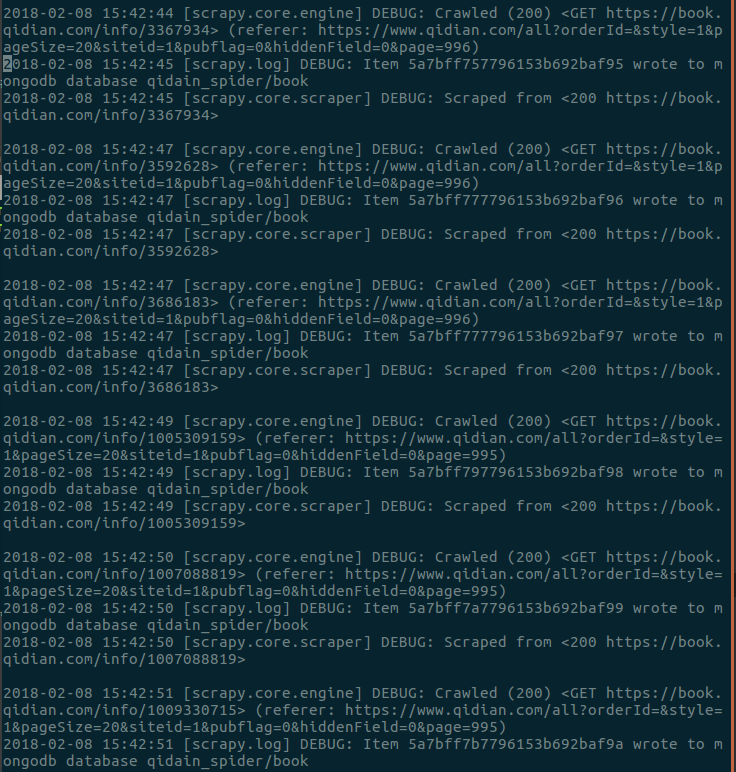 2018-02-08 15:42:44 [scrapy.core.engine] DEBUG: Crawled (200) <GET https://book.
qidian.com/info/3367934> (referer: https://www.qidian.com/all?orderId=&style=1&p
ageSize=20&siteid=1&pubflag=0&hiddenField=0&page=996)
2018-02-08 15:42:45 [scrapy.log] DEBUG: Item 5a7bff757796153b692baf95 wrote to m
ongodb database qidain_spider/book
2018-02-08 15:42:45 [scrapy.core.scraper] DEBUG: Scraped from <200 https://book.
qidian.com/info/3367934>

2018-02-08 15:42:47 [scrapy.core.engine] DEBUG: Crawled (200) <GET https://book.
qidian.com/info/3592628> (referer: https://www.qidian.com/all?orderId=&style=1&p
ageSize=20&siteid=1&pubflag=0&hiddenField=0&page=996)
2018-02-08 15:42:47 [scrapy.log] DEBUG: Item 5a7bff777796153b692baf96 wrote to m
ongodb database qidain_spider/book
2018-02-08 15:42:47 [scrapy.core.scraper] DEBUG: Scraped from <200 https://book.
qidian.com/info/3592628>

2018-02-08 15:42:47 [scrapy.core.engine] DEBUG: Crawled (200) <GET https://book.
qidian.com/info/3686183> (referer: https://www.qidian.com/all?orderId=&style=1&p
ageSize=20&siteid=1&pubflag=0&hiddenField=0&page=996)
2018-02-08 15:42:47 [scrapy.log] DEBUG: Item 5a7bff777796153b692baf97 wrote to m
ongodb database qidain_spider/book
2018-02-08 15:42:47 [scrapy.core.scraper] DEBUG: Scraped from <200 https://book.
qidian.com/info/3686183>

2018-02-08 15:42:49 [scrapy.core.engine] DEBUG: Crawled (200) <GET https://book.
qidian.com/info/1005309159> (referer: https://www.qidian.com/all?orderId=&style=
1&pageSize=20&siteid=1&pubflag=0&hiddenField=0&page=995)
2018-02-08 15:42:49 [scrapy.log] DEBUG: Item 5a7bff797796153b692baf98 wrote to m
ongodb database qidain_spider/book
2018-02-08 15:42:49 [scrapy.core.scraper] DEBUG: Scraped from <200 https://book.
qidian.com/info/1005309159>

2018-02-08 15:42:50 [scrapy.core.engine] DEBUG: Crawled (200) <GET https://book.
qidian.com/info/1007088819> (referer: https://www.qidian.com/all?orderId=&style=
1&pageSize=20&siteid=1&pubflag=0&hiddenField=0&page=995)
2018-02-08 15:42:50 [scrapy.log] DEBUG: Item 5a7bff7a7796153b692baf99 wrote to m
ongodb database qidain_spider/book
2018-02-08 15:42:50 [scrapy.core.scraper] DEBUG: Scraped from <200 https://book.
qidian.com/info/1007088819>

2018-02-08 15:42:51 [scrapy.core.engine] DEBUG: Crawled (200) <GET https://book.
qidian.com/info/1009330715> (referer: https://www.qidian.com/all?orderId=&style=
1&pageSize=20&siteid=1&pubflag=0&hiddenField=0&page=995)
2018-02-08 15:42:51 [scrapy.log] DEBUG: Item 5a7bff7b7796153b692baf9a wrote to m
ongodb database qidain_spider/book